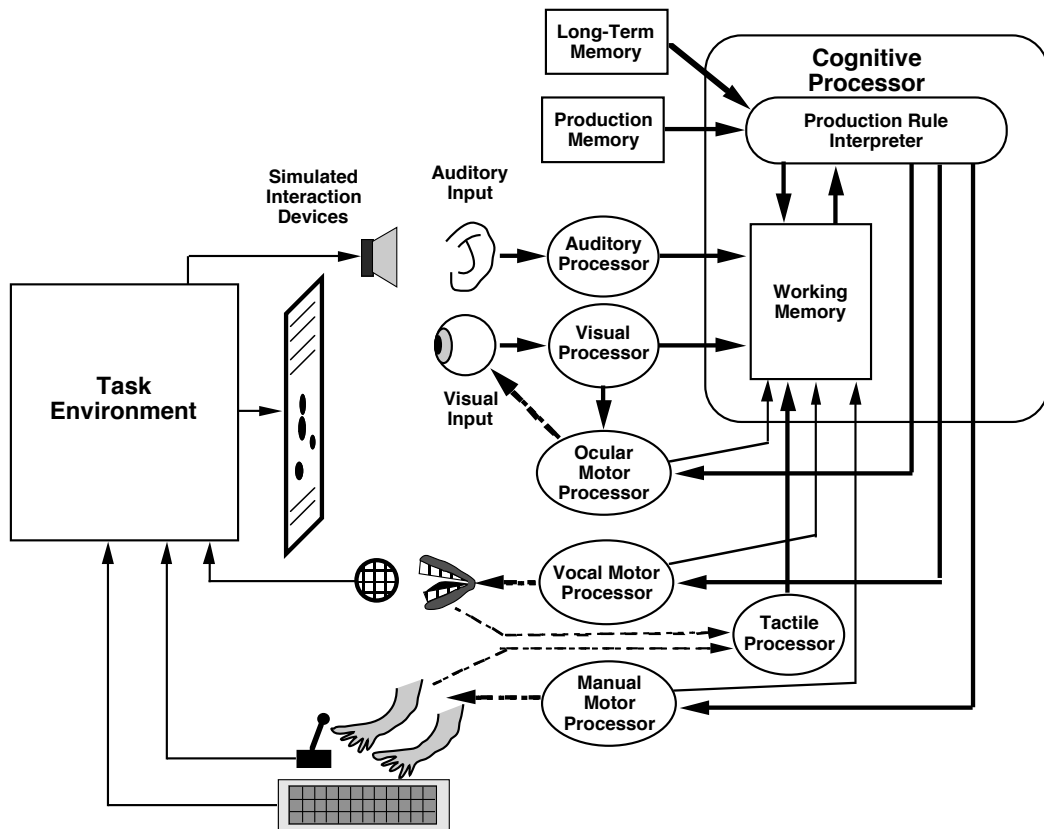 Long-Term
Memory
Cognitive
Processor
Production
Memory
Production Rule
Interpreter
Simulated
Interaction
Devices
Auditory
Input
Auditory
Processor
Working
Memory
Visual
Processor
Task
Environment
Visual
Input
Ocular
Motor
Processor
Vocal Motor
Processor
Tactile
Processor
Manual
Motor
Processor